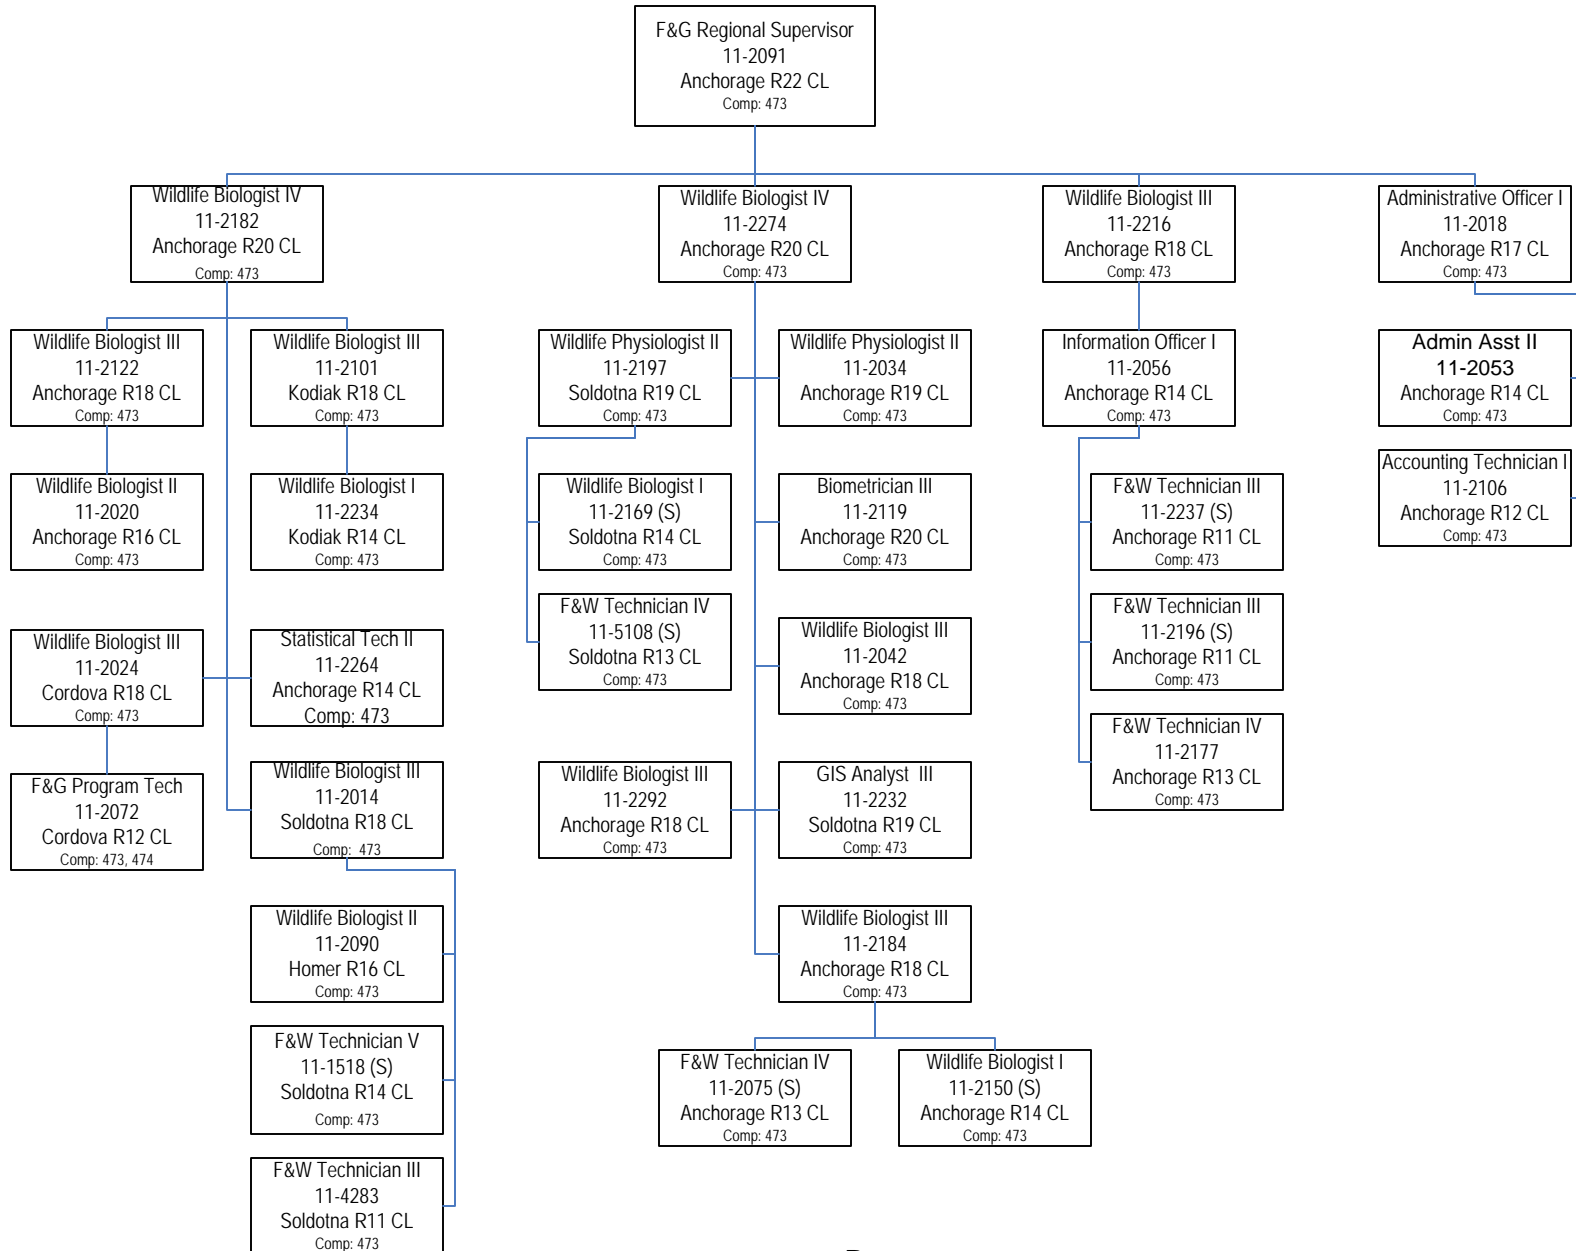 F&G Regional Supervisor
11-2091
Anchorage R22 CL
Comp: 473
Wildlife Biologist IV
11-2182
Anchorage R20 CL
Comp: 473
Wildlife Biologist IV
11-2274
Anchorage R20 CL
Comp: 473
Wildlife Biologist III
11-2216
Anchorage R18 CL
Comp: 473
Administrative Officer I
11-2018
Anchorage R17 CL
Comp: 473
Wildlife Biologist III
11-2122
Anchorage R18 CL
Comp: 473
Wildlife Biologist III
11-2101
Kodiak R18 CL
Comp: 473
Wildlife Physiologist II
11-2197
Soldotna R19 CL
Comp: 473
Wildlife Physiologist II
11-2034
Anchorage R19 CL
Comp: 473
Information Officer I
11-2056
Anchorage R14 CL
Comp: 473
Admin Asst II
11-2053
Anchorage R14 CL
Comp: 473
Wildlife Biologist II
11-2020
Anchorage R16 CL
Comp: 473
Wildlife Biologist I
11-2234
Kodiak R14 CL
Comp: 473
Wildlife Biologist I
11-2169 (S)
Soldotna R14 CL
Comp: 473
Biometrician III
11-2119
Anchorage R20 CL
Comp: 473
F&W Technician III
11-2237 (S)
Anchorage R11 CL
Comp: 473
Accounting Technician I
11-2106
Anchorage R12 CL
Comp: 473
F&W Technician IV
11-5108 (S)
Soldotna R13 CL
Comp: 473
F&W Technician III
11-2196 (S)
Anchorage R11 CL
Comp: 473
Wildlife Biologist III
11-2024
Cordova R18 CL
Comp: 473
Statistical Tech II
11-2264
Anchorage R14 CL
Comp: 473
Wildlife Biologist III
11-2042
Anchorage R18 CL
Comp: 473
F&W Technician IV
11-2177
Anchorage R13 CL
Comp: 473
F&G Program Tech
11-2072
Cordova R12 CL
Comp: 473, 474
Wildlife Biologist III
11-2014
Soldotna R18 CL
Comp: 473
Wildlife Biologist III
11-2292
Anchorage R18 CL
Comp: 473
GIS Analyst III
11-2232
Soldotna R19 CL
Comp: 473
Wildlife Biologist II
11-2090
Homer R16 CL
Comp: 473
Wildlife Biologist III
11-2184
Anchorage R18 CL
Comp: 473
F&W Technician V
11-1518 (S)
Soldotna R14 CL
Comp: 473
F&W Technician IV
11-2075 (S)
Anchorage R13 CL
Comp: 473
Wildlife Biologist I
11-2150 (S)
Anchorage R14 CL
Comp: 473
F&W Technician III
11-4283
Soldotna R11 CL
Comp: 473